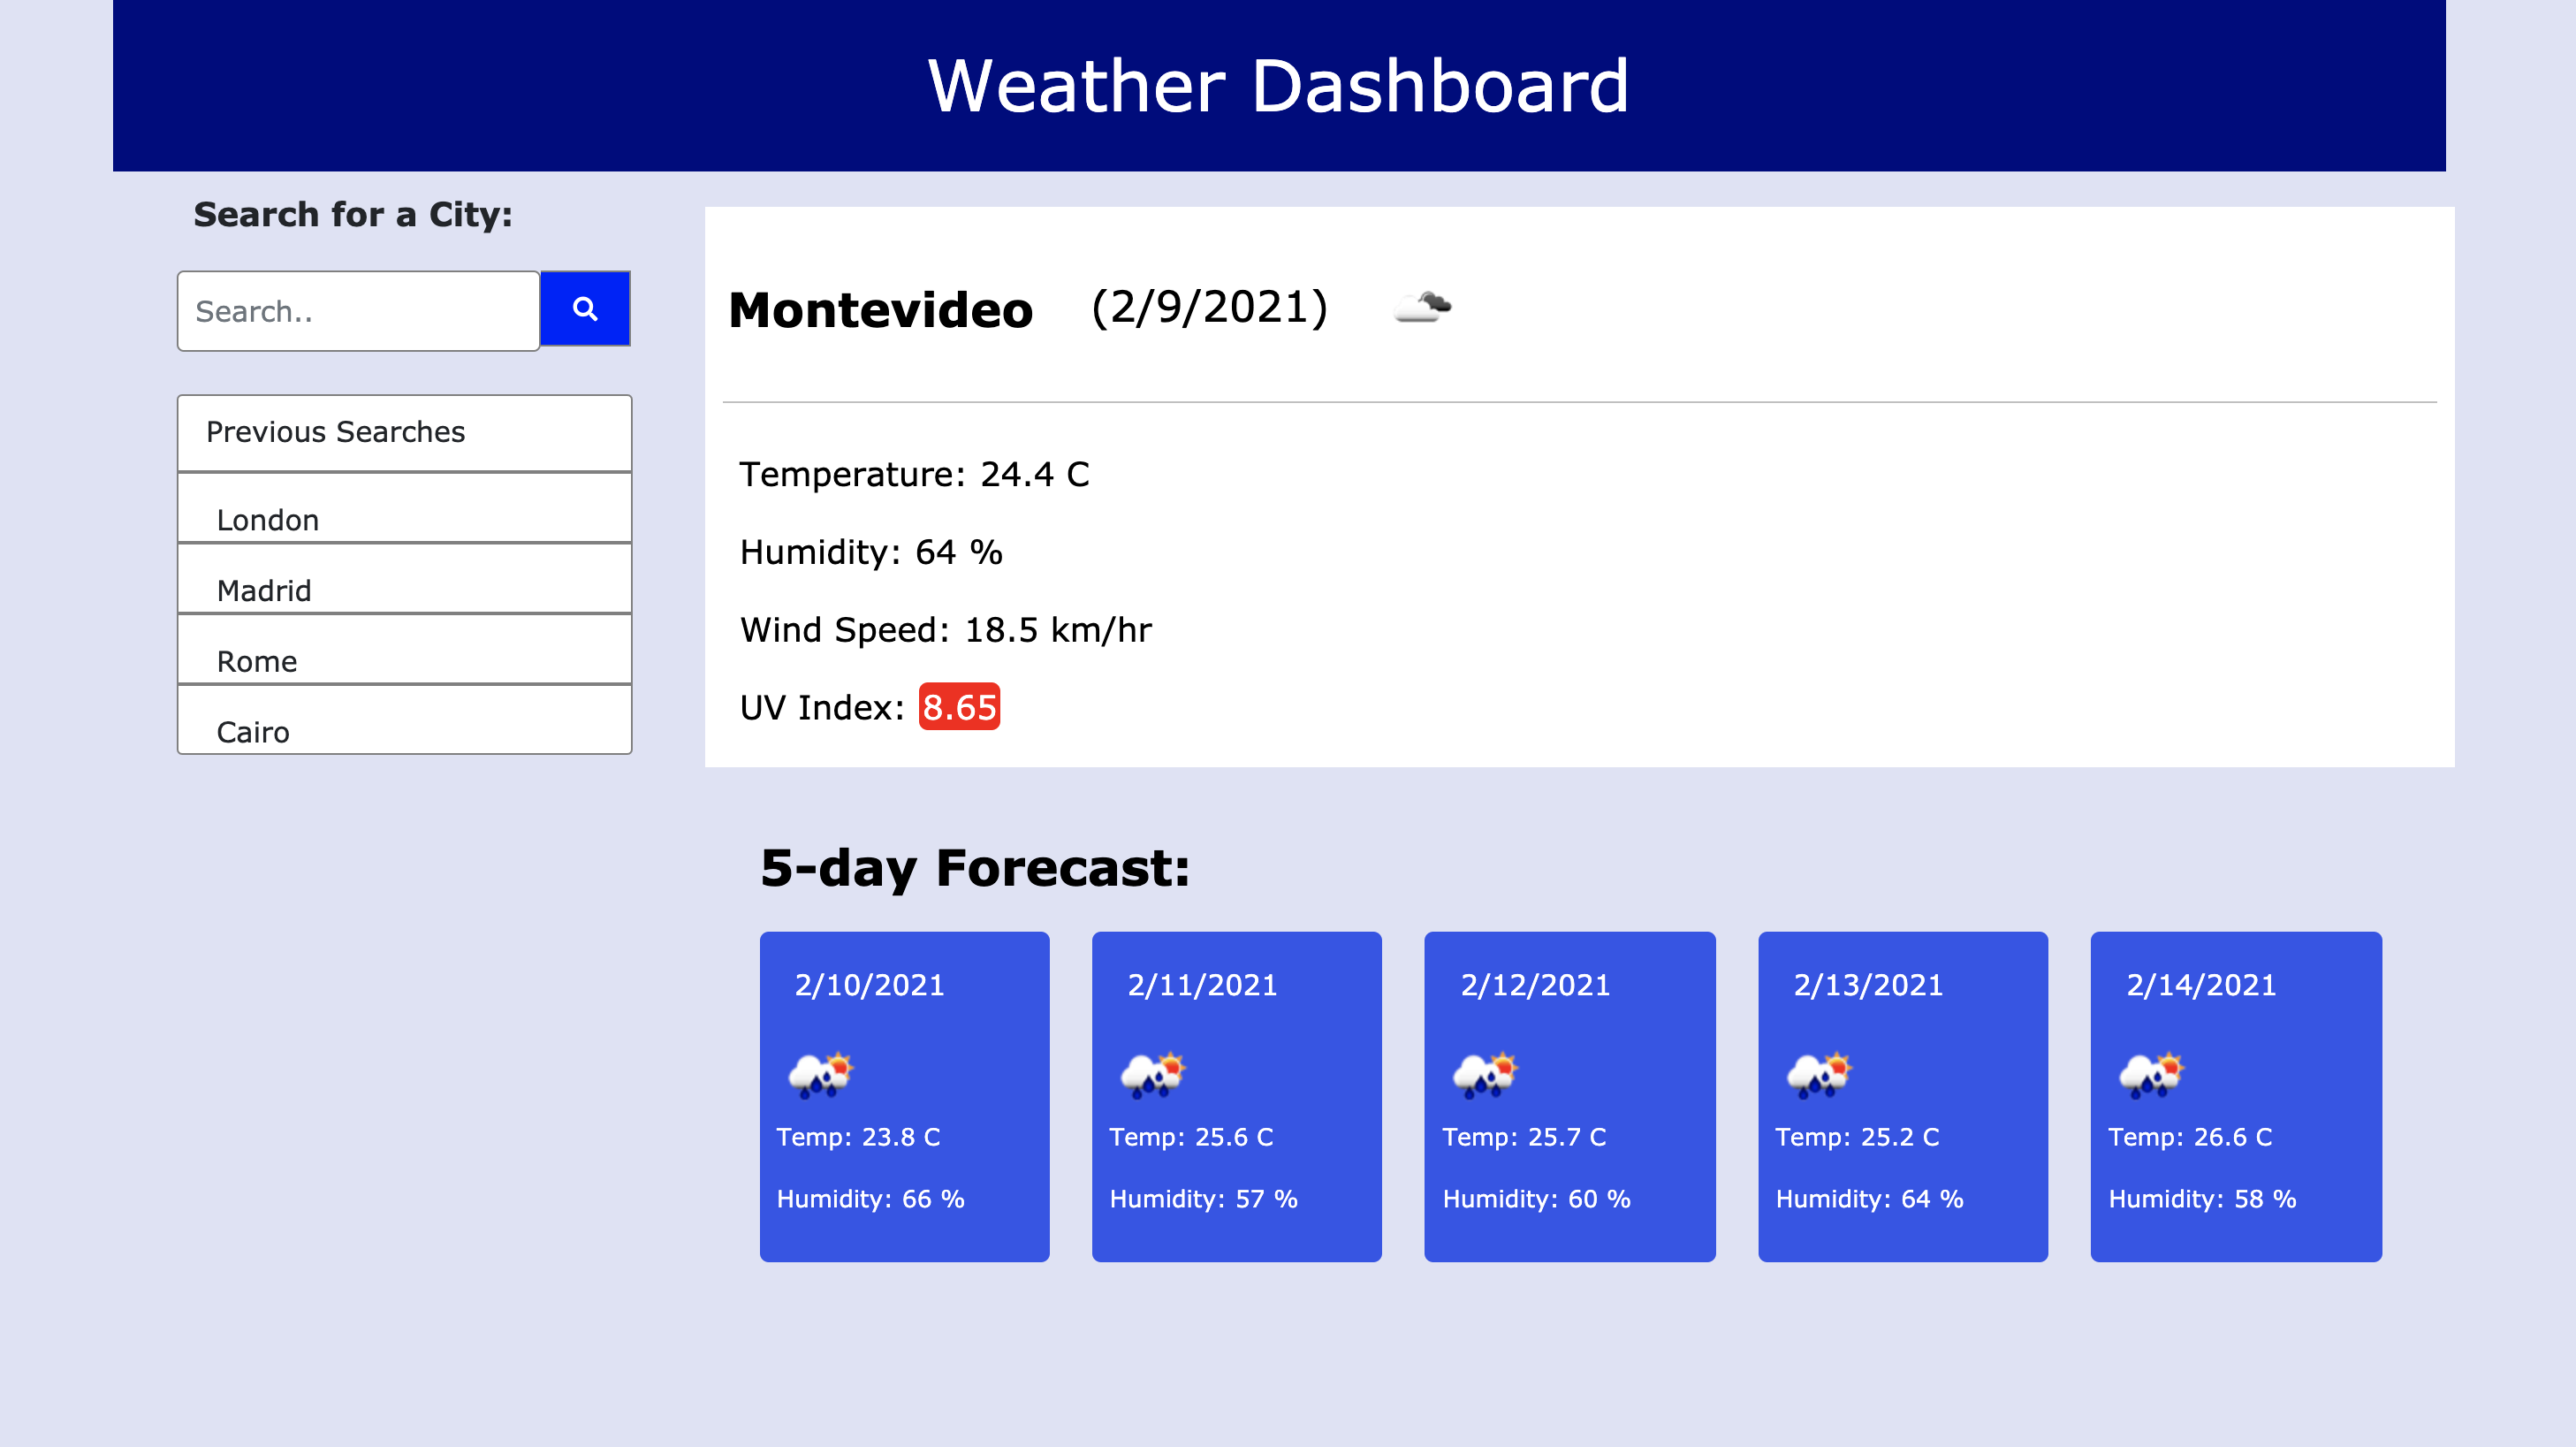 Weather Dashboard
Search for a City:
Search..
Previous Searches
London
Madrid
Rome
Cairo
Montevideo (2/9/2021)
Temperature: 24.4 C
Humidity: 64 %
Wind Speed: 18.5 km/hr
UV Index: 8.65
5-day Forecast:
2/10/2021
Temp: 23.8 C
Humidity: 66 %
2/11/2021
Temp: 25.6 C
Humidity: 57 %
2/12/2021
Temp: 25.7 C
Humidity: 60 %
2/13/2021
Temp: 25.2 C
Humidity: 64 %
2/14/2021
Temp: 26.6 C
Humidity: 58 %